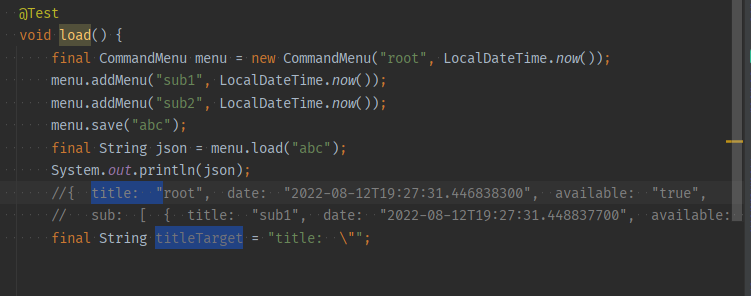 @Test
void load() {
final CommandMenu menu = new CommandMenu("root", LocalDateTime.now());
menu.addMenu("sub1", LocalDateTime.now());
menu.addMenu("sub2", LocalDateTime.now());
menu.save("abc");
final String json = menu.load("abc");
System.out.println(json);
//{ title: "root", date: "2022-08-12T19:27:31.446838300", available: "true",
// sub: [ { title: "sub1", date: "2022-08-12T19:27:31.448837700", available:
final String titleTarget = "title: \"";